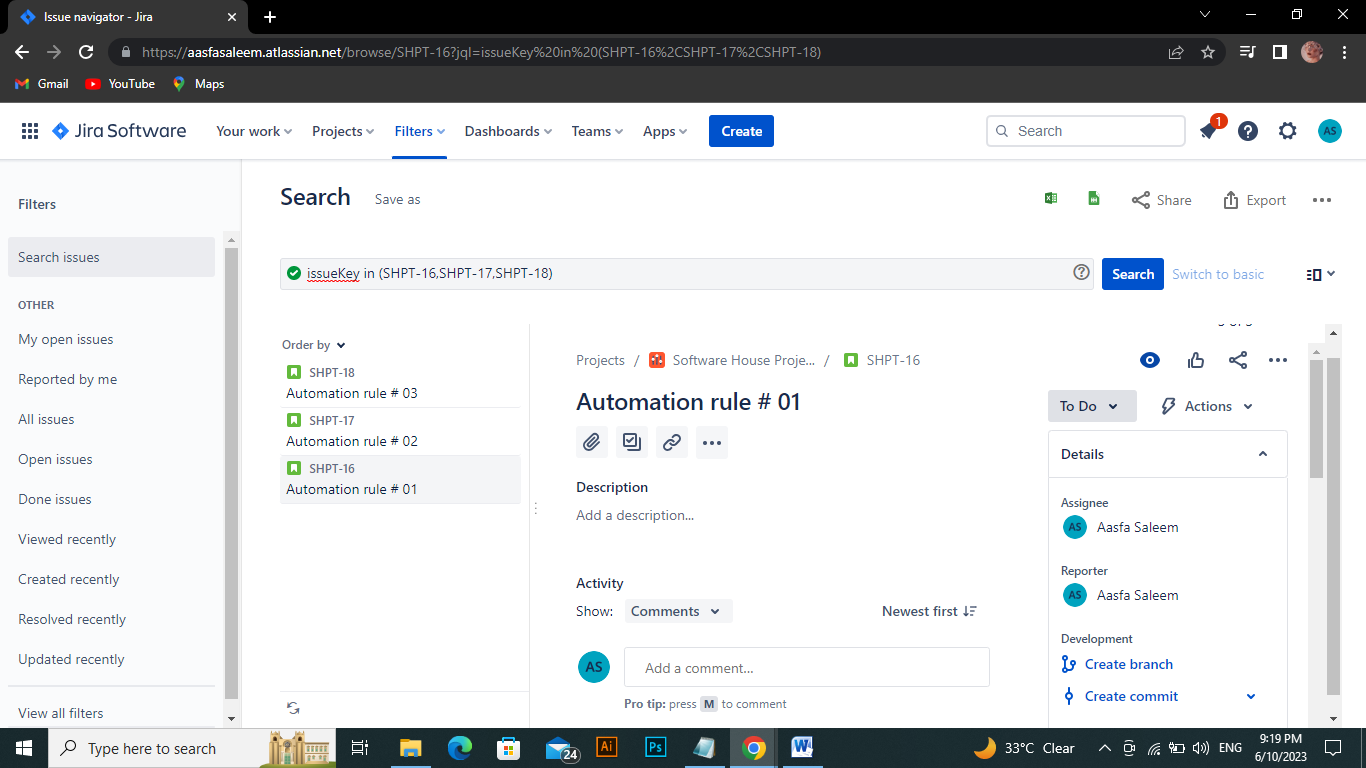 Issue navigator - Jira
https://aasfasaleem.atlassian.net/browse/SHPT-16?jql=issueKey%20in%20(SHPT-16%2CSHPT-17%2CSHPT-18)
Gmail YouTube Maps
Jira Software Your work Projects Filters Dashboards Teams Apps Create Search 1 AS
Filters
Search issues
OTHER
My open issues
Reported by me
All issues
Open issues
Done issues
Viewed recently
Created recently
Resolved recently
Updated recently
View all filters
Search Save as Share Export
issueKey in (SHPT-16,SHPT-17,SHPT-18) Search Switch to basic
Order by
SHPT-18
Automation rule # 03
SHPT-17
Automation rule # 02
SHPT-16
Automation rule # 01
Projects / Software House Proje... / SHPT-16
Automation rule # 01
Description
Add a description...
Activity
Show: Comments Newest first
AS Add a comment...
Pro tip: press M to comment
To Do Actions
Details
Assignee
AS Aasfa Saleem
Reporter
AS Aasfa Saleem
Development
Create branch
Create commit
Type here to search 24 Ai Ps W 33°C Clear ENG 9:19 PM
6/10/2023